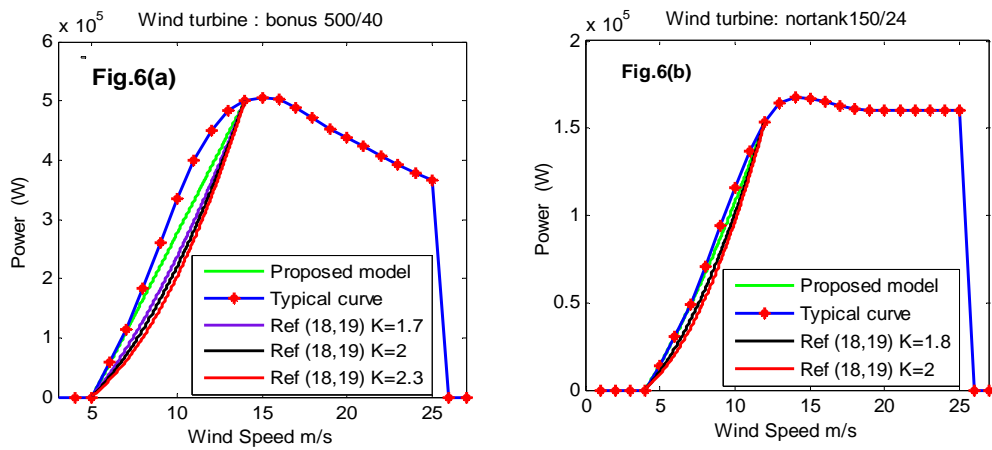 Wind turbine : bonus 500/40
x 10^5
Fig.6(a)
6
5
4
3
2
1
0
Power (W)
Proposed model
Typical curve
Ref (18,19) K=1.7
Ref (18,19) K=2
Ref (18,19) K=2.3
5 10 15 20 25
Wind Speed m/s
Wind turbine: nortank150/24
x 10^5
Fig.6(b)
2
1.5
1
0.5
0
Power (W)
Proposed model
Typical curve
Ref (18,19) K=1.8
Ref (18,19) K=2
0 5 10 15 20 25
Wind Speed m/s